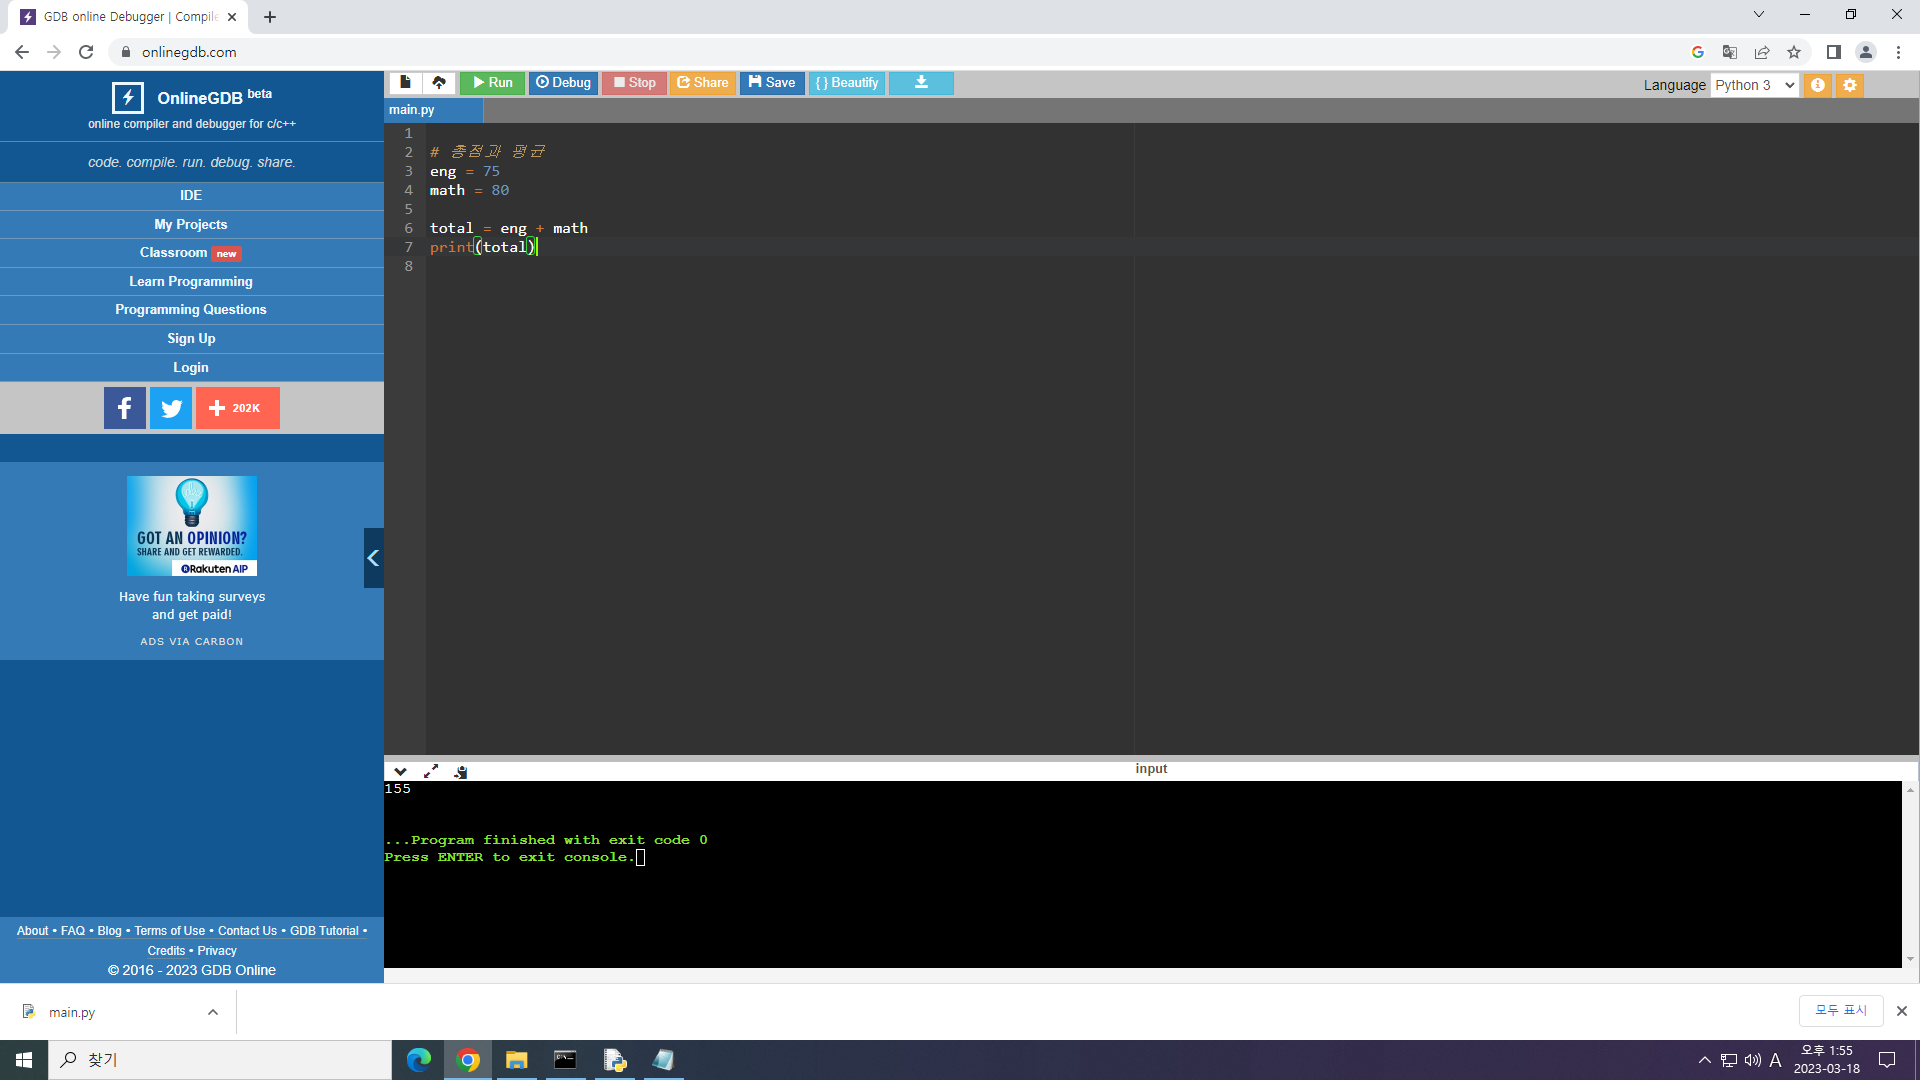 GDB online Debugger | Compile
onlinegdb.com
OnlineGDB beta
online compiler and debugger for c/c++
code. compile. run. debug. share.
IDE
My Projects
Classroom new
Learn Programming
Programming Questions
Sign Up
Login
202K
GOT AN OPINION?
SHARE AND GET REWARDED.
Rakuten AIP
Have fun taking surveys
and get paid!
ADS VIA CARBON
About • FAQ • Blog • Terms of Use • Contact Us • GDB Tutorial •
Credits • Privacy
© 2016 - 2023 GDB Online
Run Debug Stop Share Save { } Beautify
Language Python 3
main.py
1
2 # 총점과 평균
3 eng = 75
4 math = 80
5
6 total = eng + math
7 print(total)
8
input
155
...Program finished with exit code 0
Press ENTER to exit console.
main.py
모두 표시
찾기
A
오후 1:55
2023-03-18